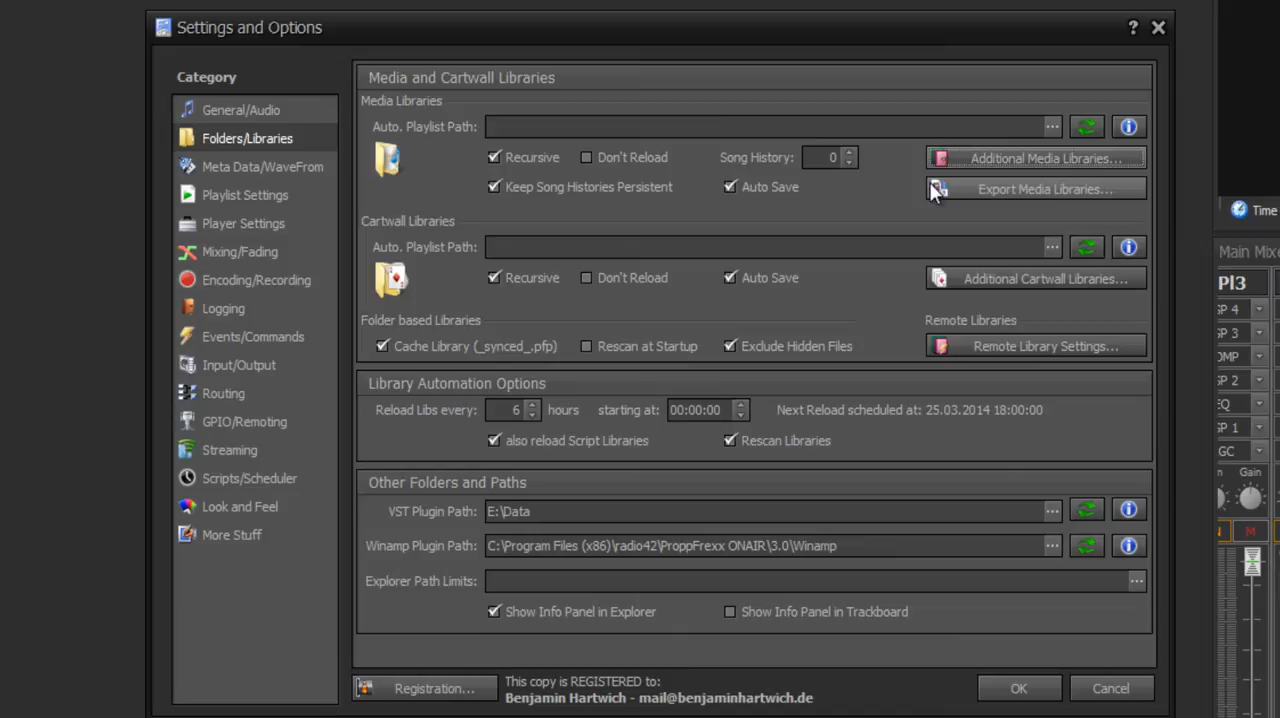 Settings and Options
?
Category
General/Audio
Folders/Libraries
Meta Data/WaveFrom
Playlist Settings
Player Settings
Mixing/Fading
Encoding/Recording
Logging
Events/Commands
Input/Output
Routing
GPIO/Remoting
Streaming
Scripts/Scheduler
Look and Feel
More Stuff
Media and Cartwall Libraries
Media Libraries
Auto. Playlist Path: ...
Recursive Don't Reload Song History: 0 Additional Media Libraries...
Keep Song Histories Persistent Auto Save Export Media Libraries...
Cartwall Libraries
Auto. Playlist Path: ...
Recursive Don't Reload Auto Save Additional Cartwall Libraries...
Folder based Libraries Remote Libraries
Cache Library (_synced_.pfp) Rescan at Startup Exclude Hidden Files Remote Library Settings...
Library Automation Options
Reload Libs every: 6 hours starting at: 00:00:00 Next Reload scheduled at: 25.03.2014 18:00:00
also reload Script Libraries Rescan Libraries
Other Folders and Paths
VST Plugin Path: E:\Data ...
Winamp Plugin Path: C:\Program Files (x86)\radio42\ProppFrexx ONAIR\3.0\Winamp ...
Explorer Path Limits: ...
Show Info Panel in Explorer Show Info Panel in Trackboard
Registration... This copy is REGISTERED to:
Benjamin Hartwich - mail@benjaminhartwich.de
OK Cancel
Time
Main Mixe
Pl3
SP 4
SP 3
OMP
SP 2
EQ
SP 1
GC
Gain
M